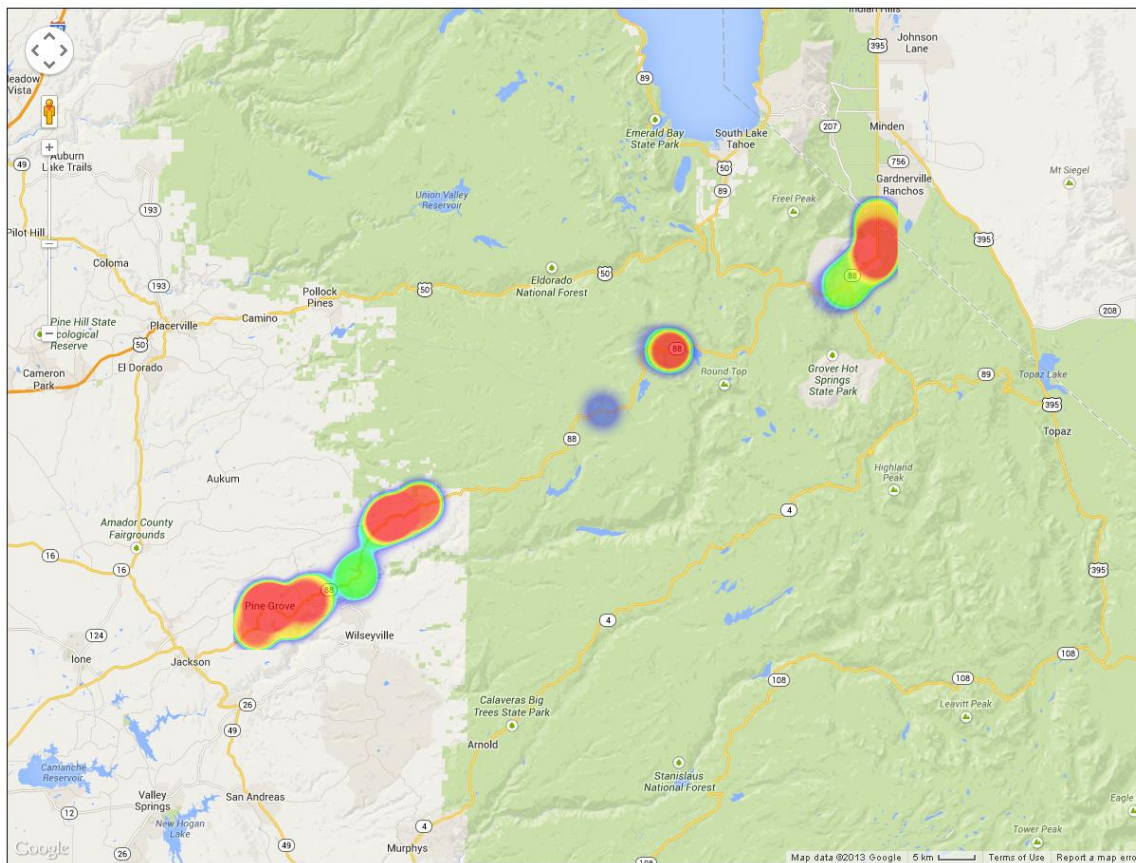 Indian Hills
Johnson
Lane
395
80
Meadow
Vista
89
207
Minden
Emerald Bay
State Park
South Lake
Tahoe
49
Auburn
Lake Trails
50
756
Gardnerville
Ranchos
Mt Siegel
89
193
Union Valley
Reservoir
Freel Peak
Pilot Hill
395
Coloma
Eldorado
National Forest
50
88
193
Pollock
Pines
50
50
208
Pine Hill State
Ecological
Reserve
Placerville
Camino
50
88
El Dorado
Cameron
Park
Round Top
Grover Hot
Springs
State Park
89
Topaz Lake
395
Topaz
88
Highland
Peak
Aukum
4
Amador County
Fairgrounds
16
16
395
88
Pine Grove
4
124
Wilseyville
Ione
Jackson
108
108
108
26
Calaveras Big
Trees State Park
Leavitt Peak
49
Arnold
Camanche
Reservoir
Stanislaus
National Forest
Valley
Springs
San Andreas
Eagle
12
New Hogan
Lake
4
Tower Peak
Murphys
26
49
108
Google
Map data ©2013 Google
5 km
Terms of Use
Report a map erro